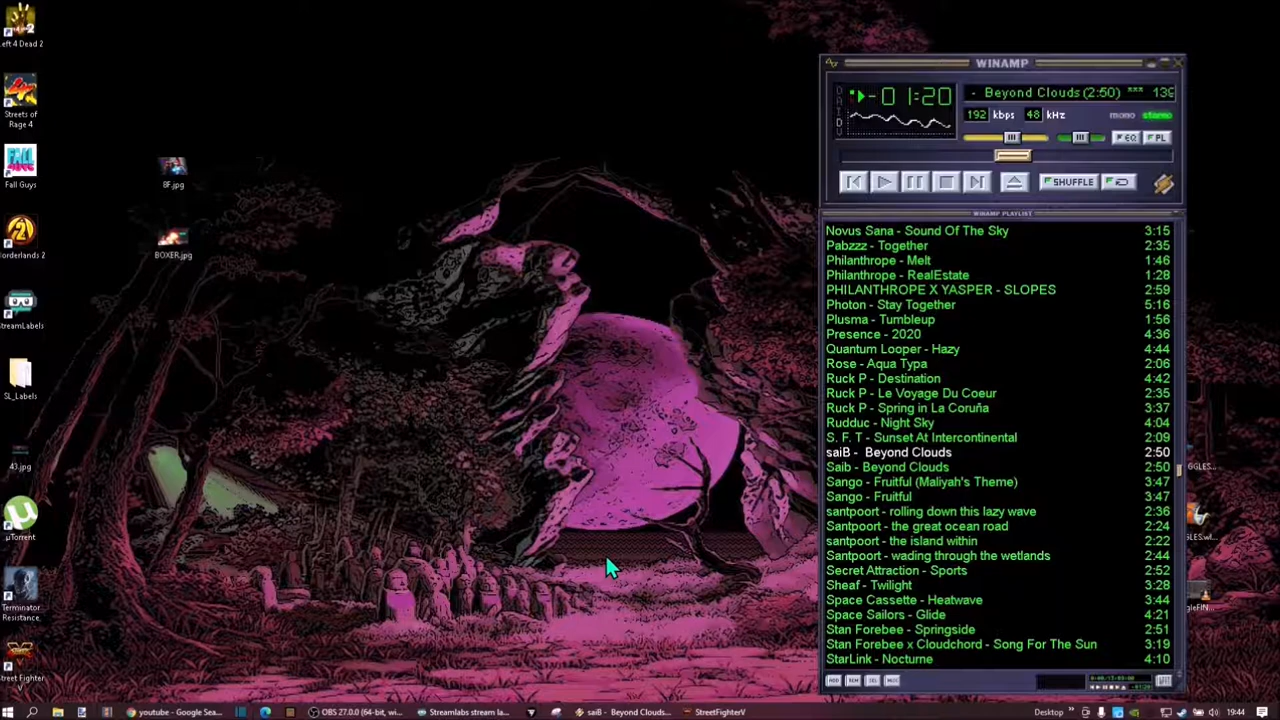 Left 4 Dead 2
Streets of
Rage 4
Fall Guys
Borderlands 2
StreamLabels
SL_Labels
43.jpg
µTorrent
Terminator
Resistance
Street Fighter
V
8F.jpg
BOXER.jpg
WINAMP
-01:20
- Beyond Clouds (2:50) *** 139
192 kbps 48 kHz mono stereo
EQ PL
SHUFFLE
WINAMP PLAYLIST
Novus Sana - Sound Of The Sky 3:15
Pabzzz - Together 2:35
Philanthrope - Melt 1:46
Philanthrope - RealEstate 1:28
PHILANTHROPE X YASPER - SLOPES 2:59
Photon - Stay Together 5:16
Plusma - Tumbleup 1:56
Presence - 2020 4:36
Quantum Looper - Hazy 4:44
Rose - Aqua Typa 2:06
Ruck P - Destination 4:42
Ruck P - Le Voyage Du Coeur 2:35
Ruck P - Spring in La Coruña 3:37
Rudduc - Night Sky 4:04
S. F. T - Sunset At Intercontinental 2:09
saiB - Beyond Clouds 2:50
Saib - Beyond Clouds 2:50
Sango - Fruitful (Maliyah's Theme) 3:47
Sango - Fruitful 3:47
santpoort - rolling down this lazy wave 2:36
Santpoort - the great ocean road 2:24
santpoort - the island within 2:22
Santpoort - wading through the wetlands 2:44
Secret Attraction - Sports 2:52
Sheaf - Twilight 3:28
Space Cassette - Heatwave 3:44
Space Sailors - Glide 4:21
Stan Forebee - Springside 2:51
Stan Forebee x Cloudchord - Song For The Sun 3:19
StarLink - Nocturne 4:10
ADD REM SEL MISC
youtube - Google Sea... OBS 27.0.0 (64-bit, wi... Streamlabs stream la... saiB - Beyond Clouds... StreetFighterV Desktop 19:44